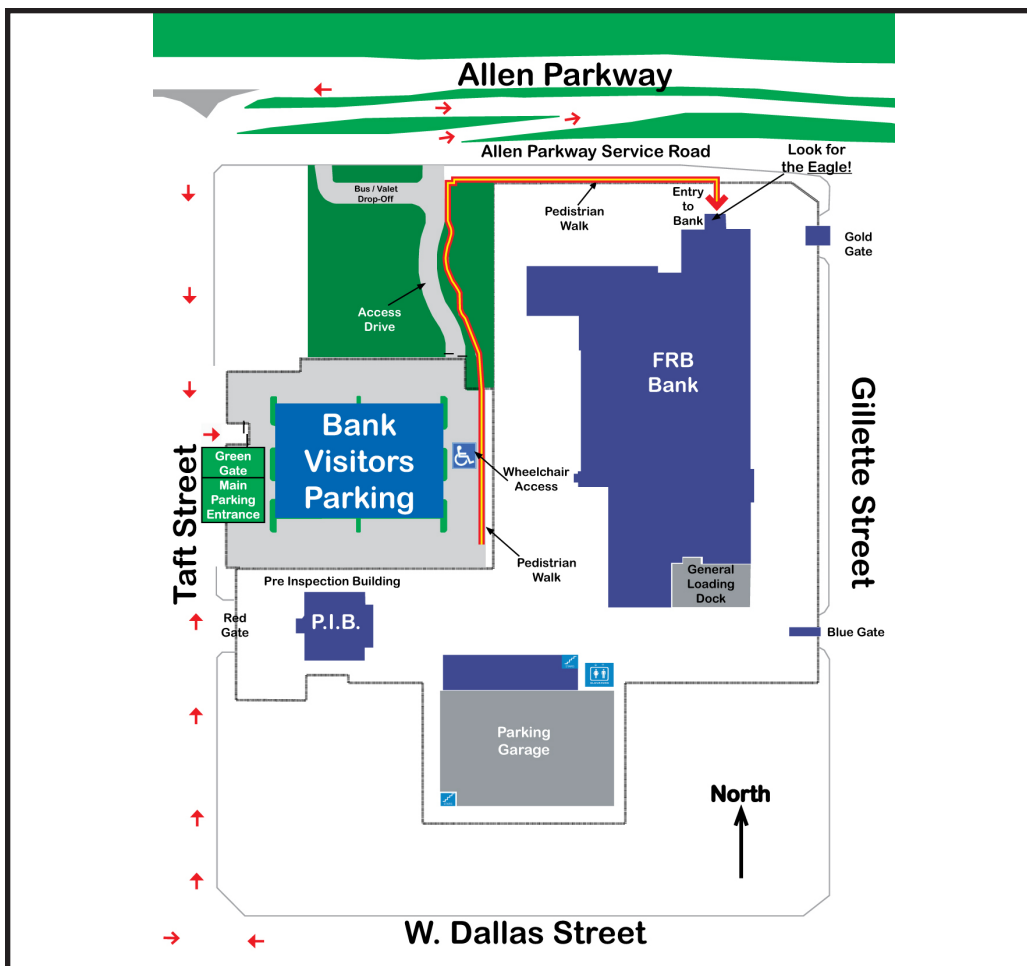 Allen Parkway
Allen Parkway Service Road
Look for
the Eagle!
Bus / Valet
Drop-Off
Pedistrian
Walk
Entry
to
Bank
Gold
Gate
Access
Drive
FRB
Bank
Bank
Visitors
Parking
Green
Gate
Main
Parking
Entrance
Wheelchair
Access
Taft Street
Gillette Street
Pedistrian
Walk
Pre Inspection Building
General
Loading
Dock
Red
Gate
P.I.B.
Blue Gate
Parking
Garage
North
W. Dallas Street